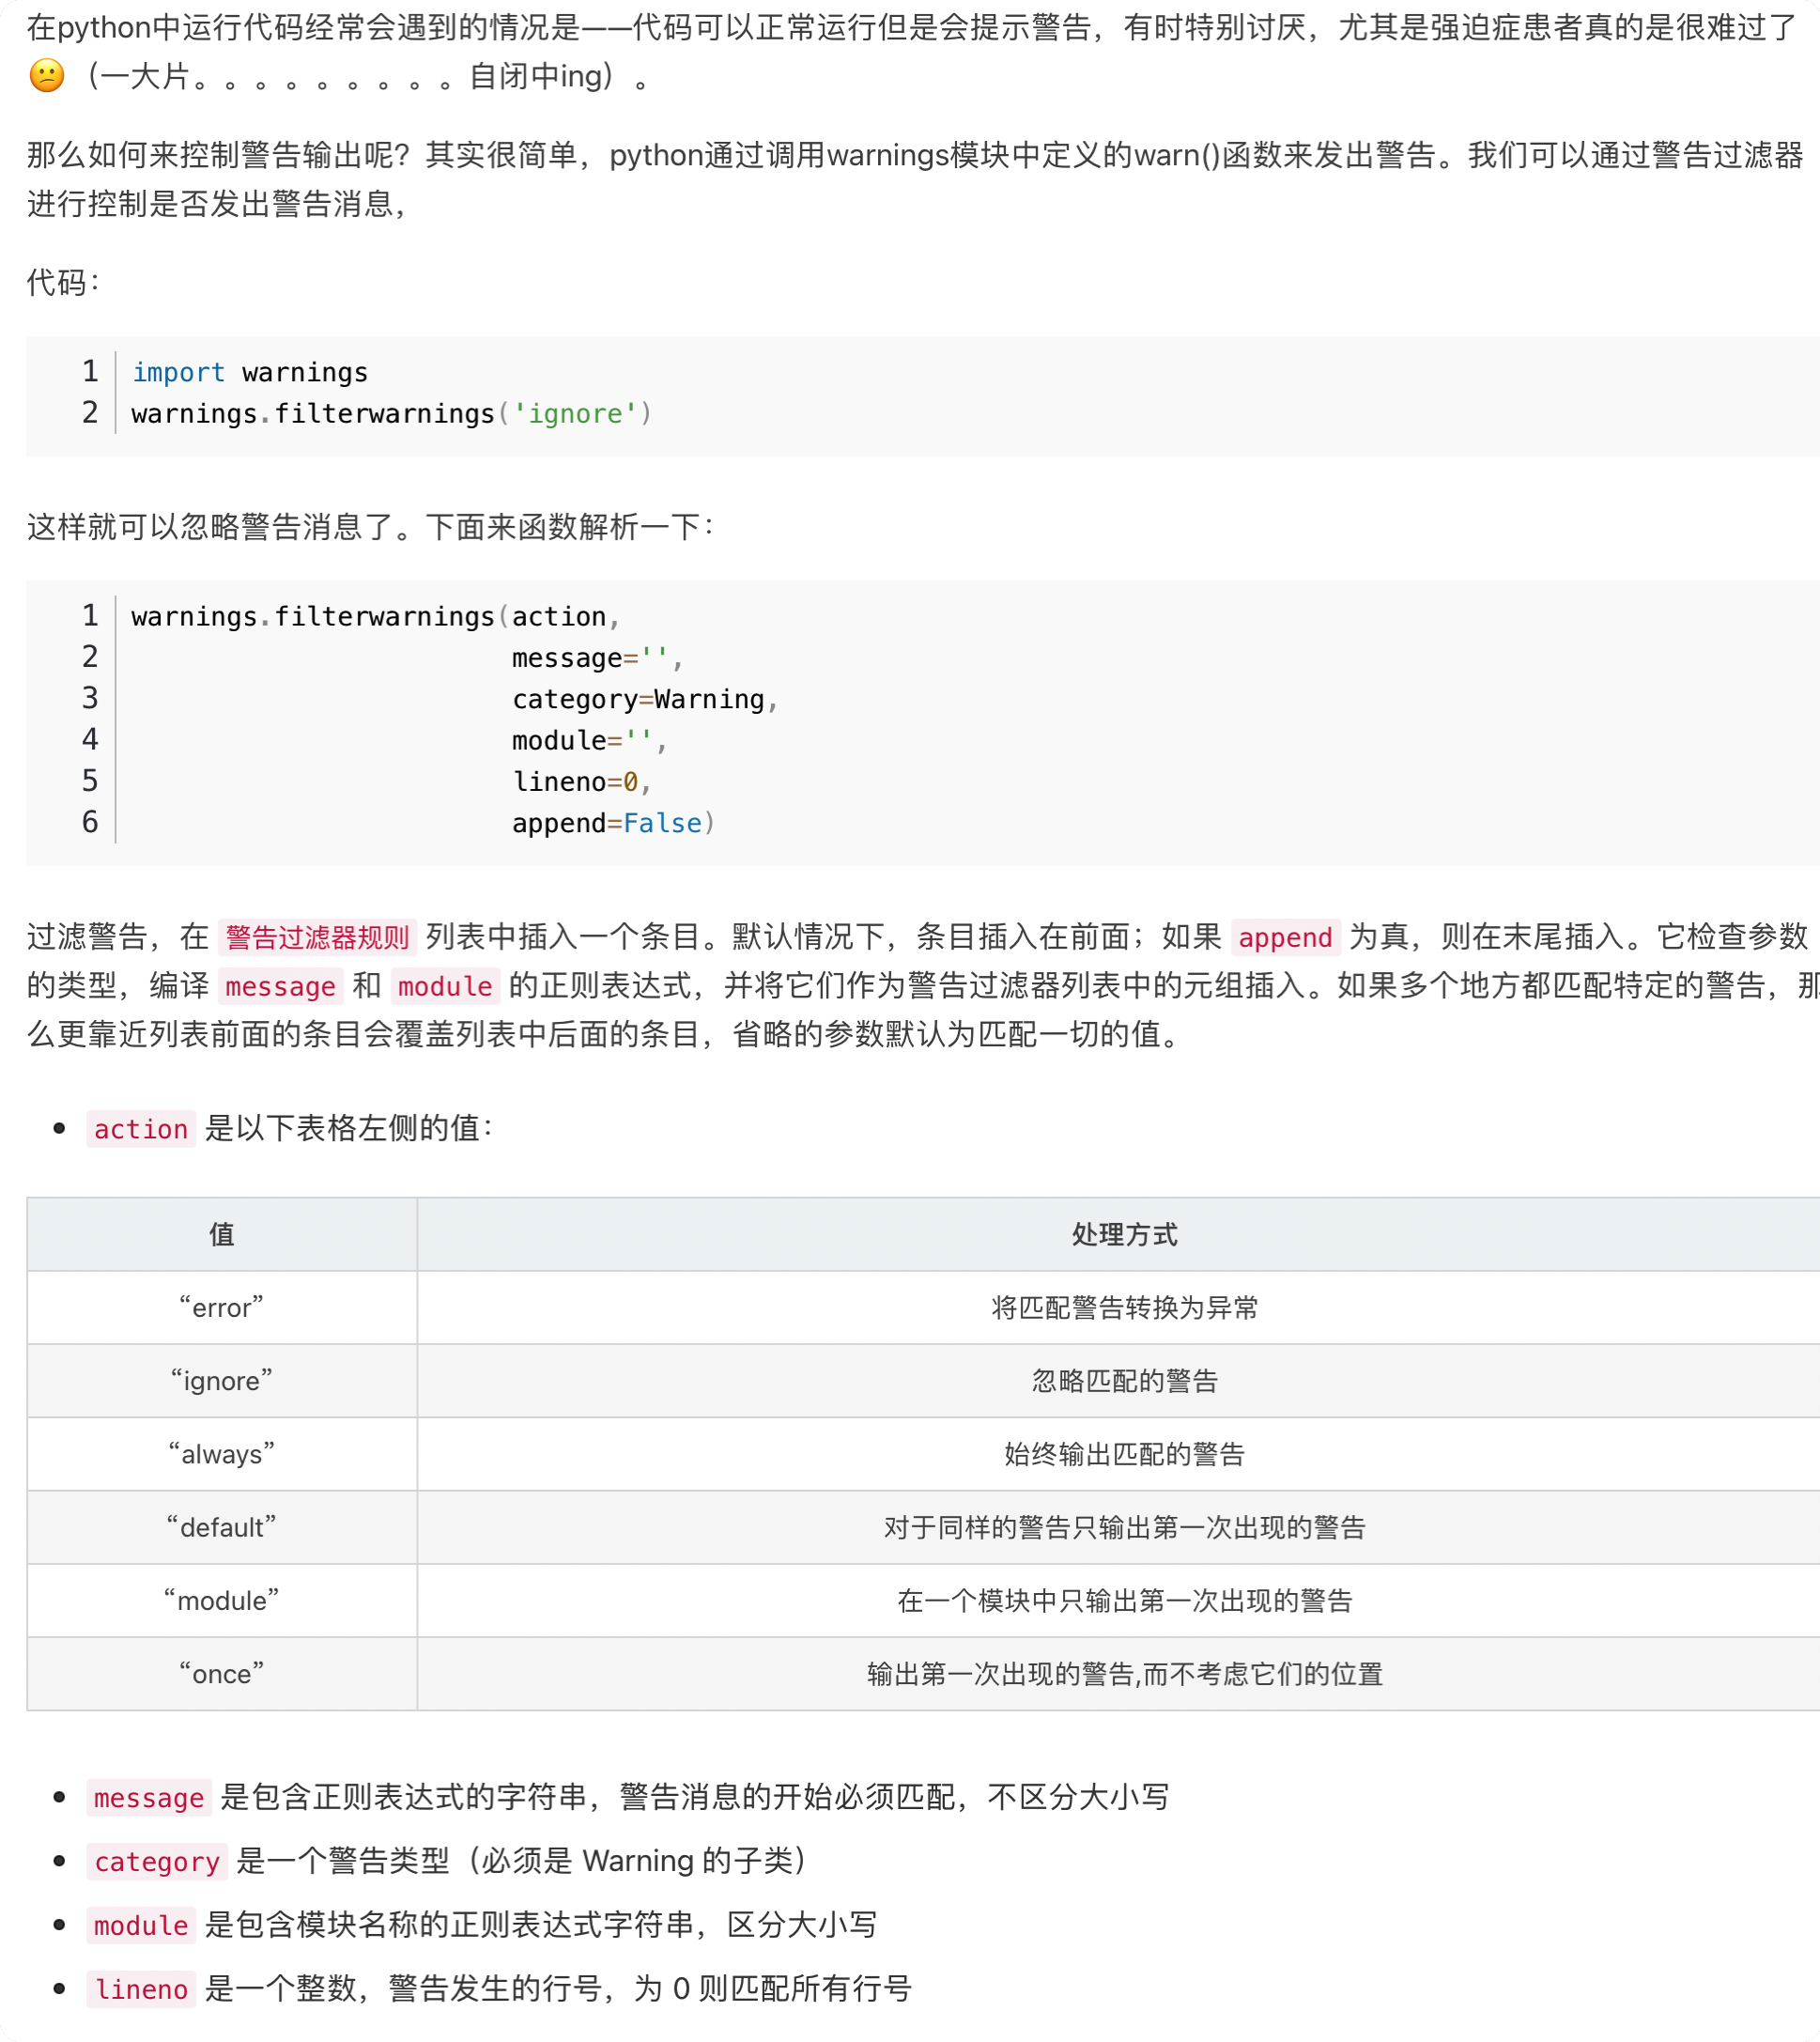 在python中运行代码经常会遇到的情况是——代码可以正常运行但是会提示警告，有时特别讨厌，尤其是强迫症患者真的是很难过了
😕（一大片。。。。。。。。。自闭中ing）。
那么如何来控制警告输出呢？其实很简单，python通过调用warnings模块中定义的warn()函数来发出警告。我们可以通过警告过滤器
进行控制是否发出警告消息，
代码：
1 import warnings
2 warnings.filterwarnings('ignore')
这样就可以忽略警告消息了。下面来函数解析一下：
1 warnings.filterwarnings(action,
2 message='',
3 category=Warning,
4 module='',
5 lineno=0,
6 append=False)
过滤警告，在 警告过滤器规则 列表中插入一个条目。默认情况下，条目插入在前面；如果 append 为真，则在末尾插入。它检查参数
的类型，编译 message 和 module 的正则表达式，并将它们作为警告过滤器列表中的元组插入。如果多个地方都匹配特定的警告，那
么更靠近列表前面的条目会覆盖列表中后面的条目，省略的参数默认为匹配一切的值。
• action 是以下表格左侧的值：
值 处理方式
“error” 将匹配警告转换为异常
“ignore” 忽略匹配的警告
“always” 始终输出匹配的警告
“default” 对于同样的警告只输出第一次出现的警告
“module” 在一个模块中只输出第一次出现的警告
“once” 输出第一次出现的警告,而不考虑它们的位置
• message 是包含正则表达式的字符串，警告消息的开始必须匹配，不区分大小写
• category 是一个警告类型（必须是 Warning 的子类）
• module 是包含模块名称的正则表达式字符串，区分大小写
• lineno 是一个整数，警告发生的行号，为 0 则匹配所有行号